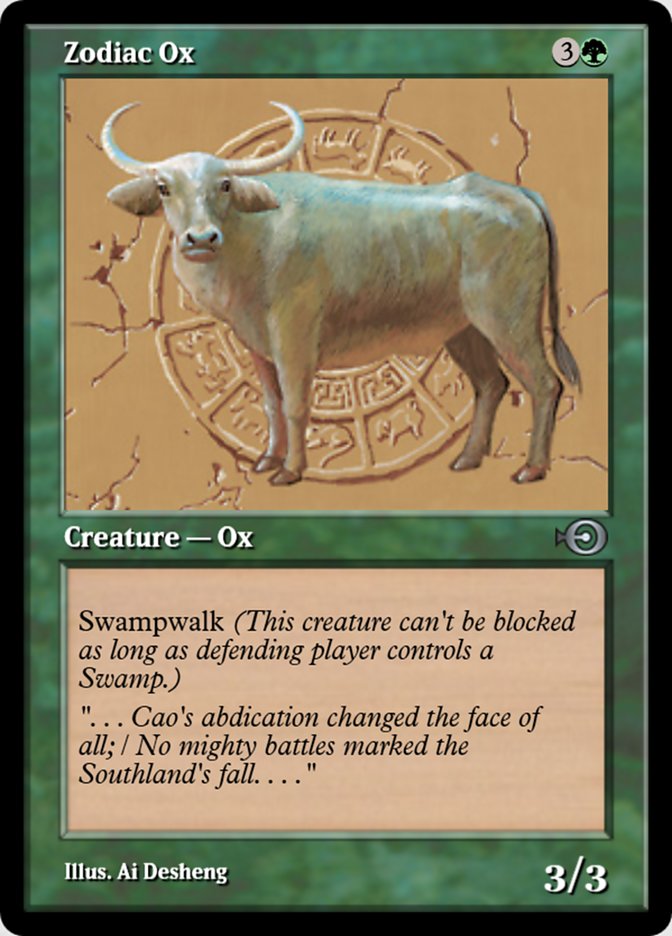 Zodiac Ox 3
Creature — Ox
Swampwalk (This creature can't be blocked
as long as defending player controls a
Swamp.)
". . . Cao's abdication changed the face of
all; / No mighty battles marked the
Southland's fall. . . ."
Illus. Ai Desheng
3/3